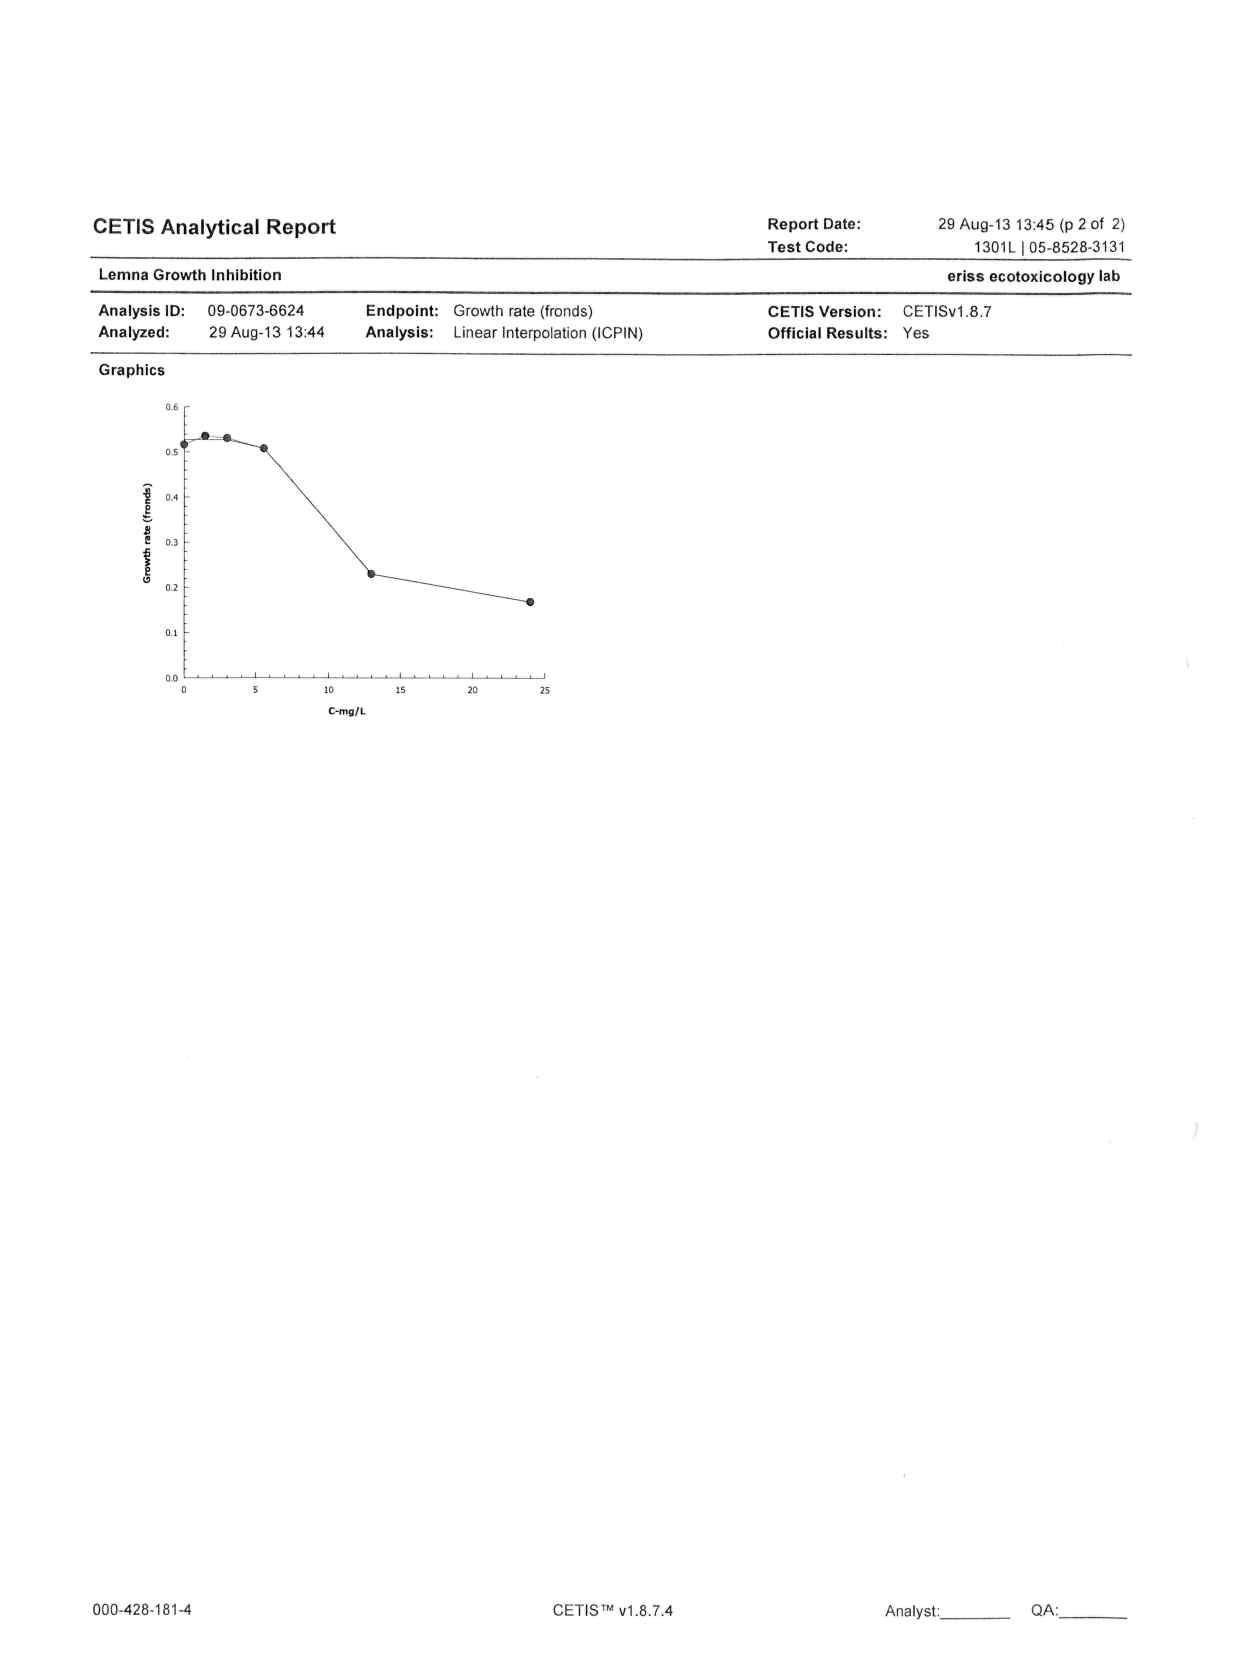 CETIS Analytical Report
Report Date: 29 Aug-13 13:45 (p 2 of 2)
Test Code: 1301L | 05-8528-3131
Lemna Growth Inhibition eriss ecotoxicology lab
Analysis ID: 09-0673-6624 Endpoint: Growth rate (fronds) CETIS Version: CETISv1.8.7
Analyzed: 29 Aug-13 13:44 Analysis: Linear Interpolation (ICPIN) Official Results: Yes
Graphics
0.6
0.5
0.4
0.3
0.2
0.1
0.0
Growth rate (fronds)
0 5 10 15 20 25
C-mg/L
000-428-181-4 CETIS™ v1.8.7.4 Analyst:________ QA:________